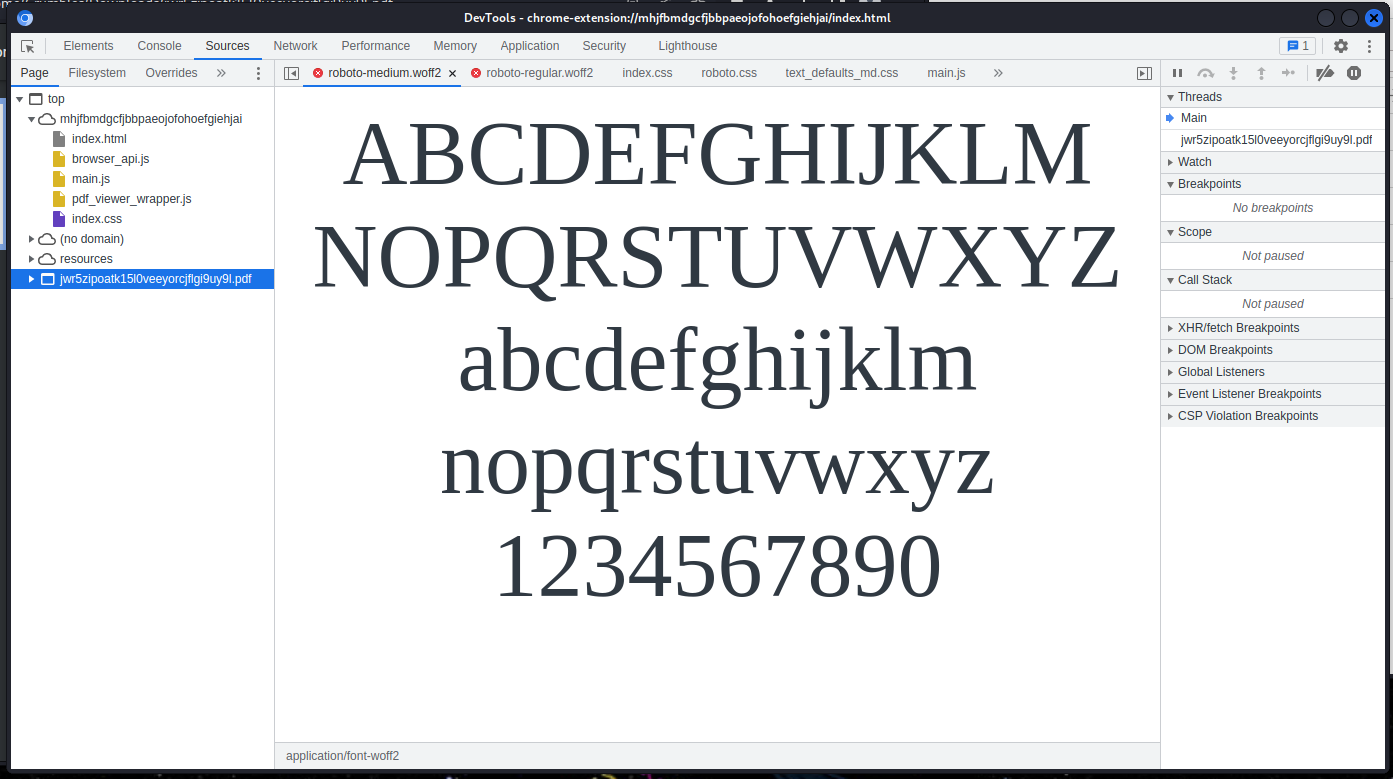 DevTools - chrome-extension://mhjfbmdgcfjbbpaeojofohoefgiehjai/index.html
Elements Console Sources Network Performance Memory Application Security Lighthouse 1
Page Filesystem Overrides »
roboto-medium.woff2 × roboto-regular.woff2 index.css roboto.css text_defaults_md.css main.js »
top
mhjfbmdgcfjbbpaeojofohoefgiehjai
index.html
browser_api.js
main.js
pdf_viewer_wrapper.js
index.css
(no domain)
resources
jwr5zipoatk15l0veeyorcjflgi9uy9l.pdf
ABCDEFGHIJKLM
NOPQRSTUVWXYZ
abcdefghijklm
nopqrstuvwxyz
1234567890
application/font-woff2
Threads
Main
jwr5zipoatk15l0veeyorcjflgi9uy9l.pdf
Watch
Breakpoints
No breakpoints
Scope
Not paused
Call Stack
Not paused
XHR/fetch Breakpoints
DOM Breakpoints
Global Listeners
Event Listener Breakpoints
CSP Violation Breakpoints